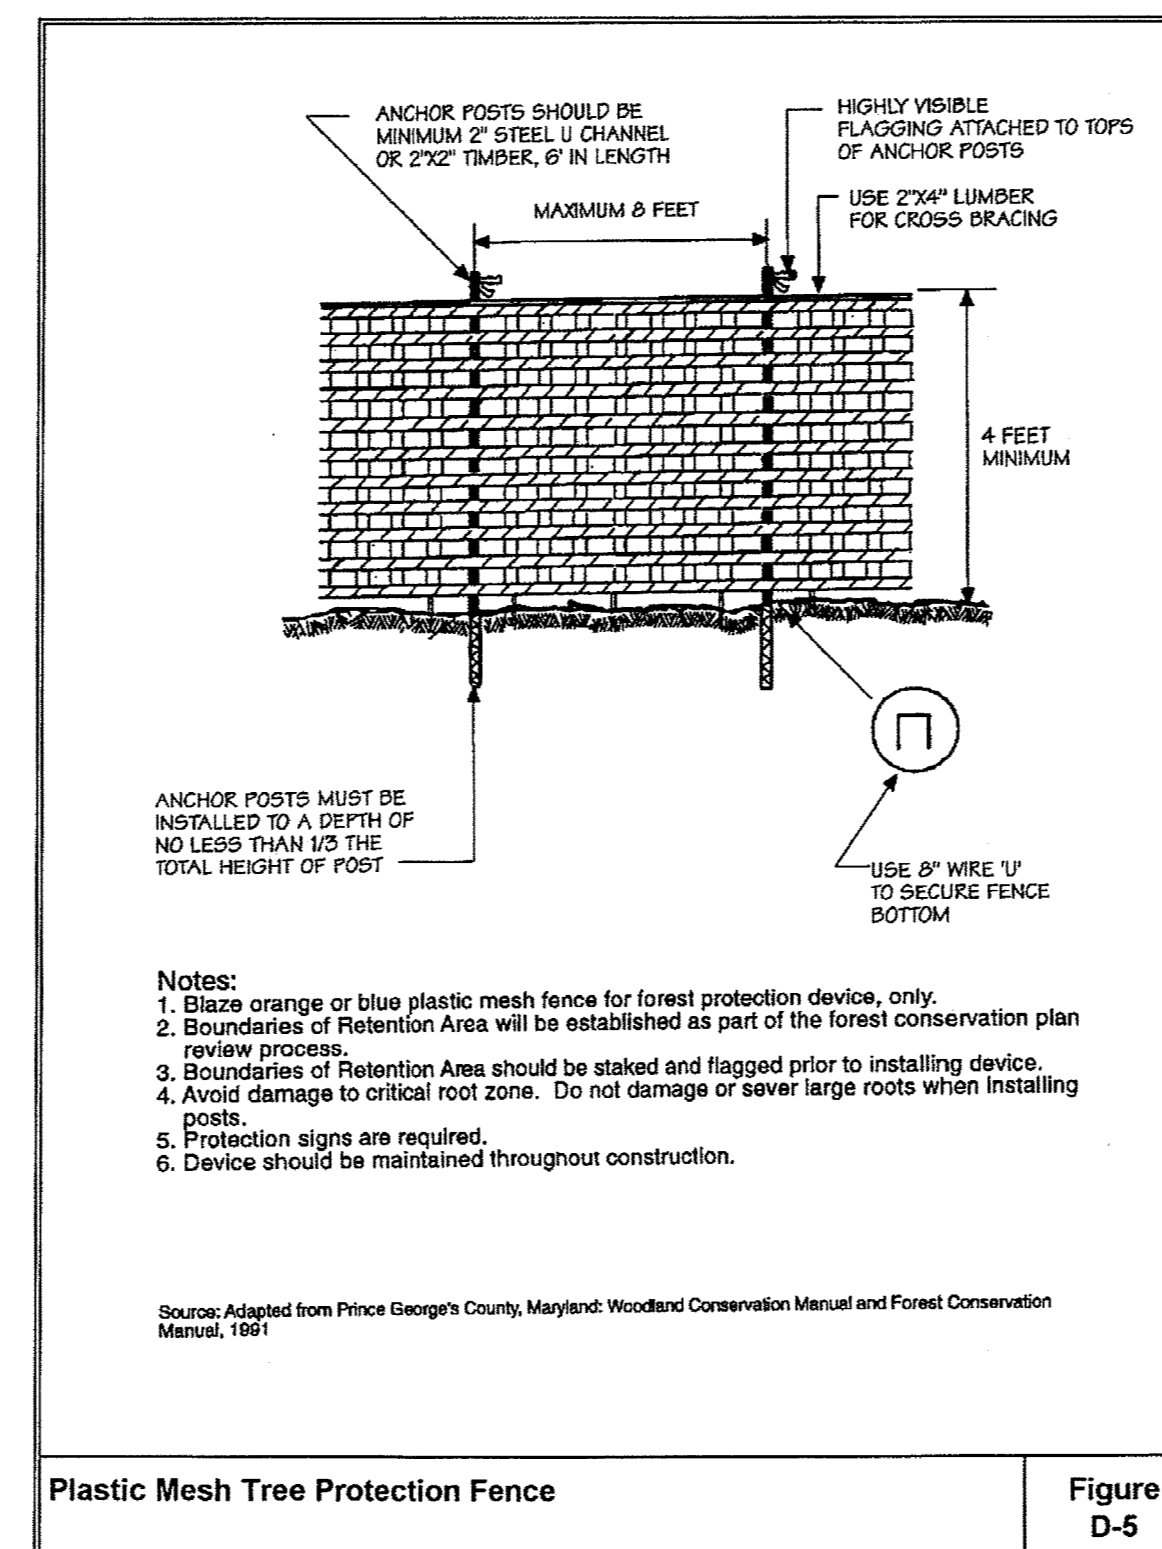 ANCHOR POSTS SHOULD BE
MINIMUM 2" STEEL U CHANNEL
OR 2"X2" TIMBER, 6' IN LENGTH
HIGHLY VISIBLE
FLAGGING ATTACHED TO TOPS
OF ANCHOR POSTS
MAXIMUM 8 FEET
USE 2"X4" LUMBER
FOR CROSS BRACING
4 FEET
MINIMUM
ANCHOR POSTS MUST BE
INSTALLED TO A DEPTH OF
NO LESS THAN 1/3 THE
TOTAL HEIGHT OF POST
USE 8" WIRE 'U'
TO SECURE FENCE
BOTTOM
Notes:
1. Blaze orange or blue plastic mesh fence for forest protection device, only.
2. Boundaries of Retention Area will be established as part of the forest conservation plan
review process.
3. Boundaries of Retention Area should be staked and flagged prior to installing device.
4. Avoid damage to critical root zone. Do not damage or sever large roots when installing
posts.
5. Protection signs are required.
6. Device should be maintained throughout construction.
Source: Adapted from Prince George's County, Maryland: Woodland Conservation Manual and Forest Conservation
Manual, 1991
Plastic Mesh Tree Protection Fence
Figure
D-5